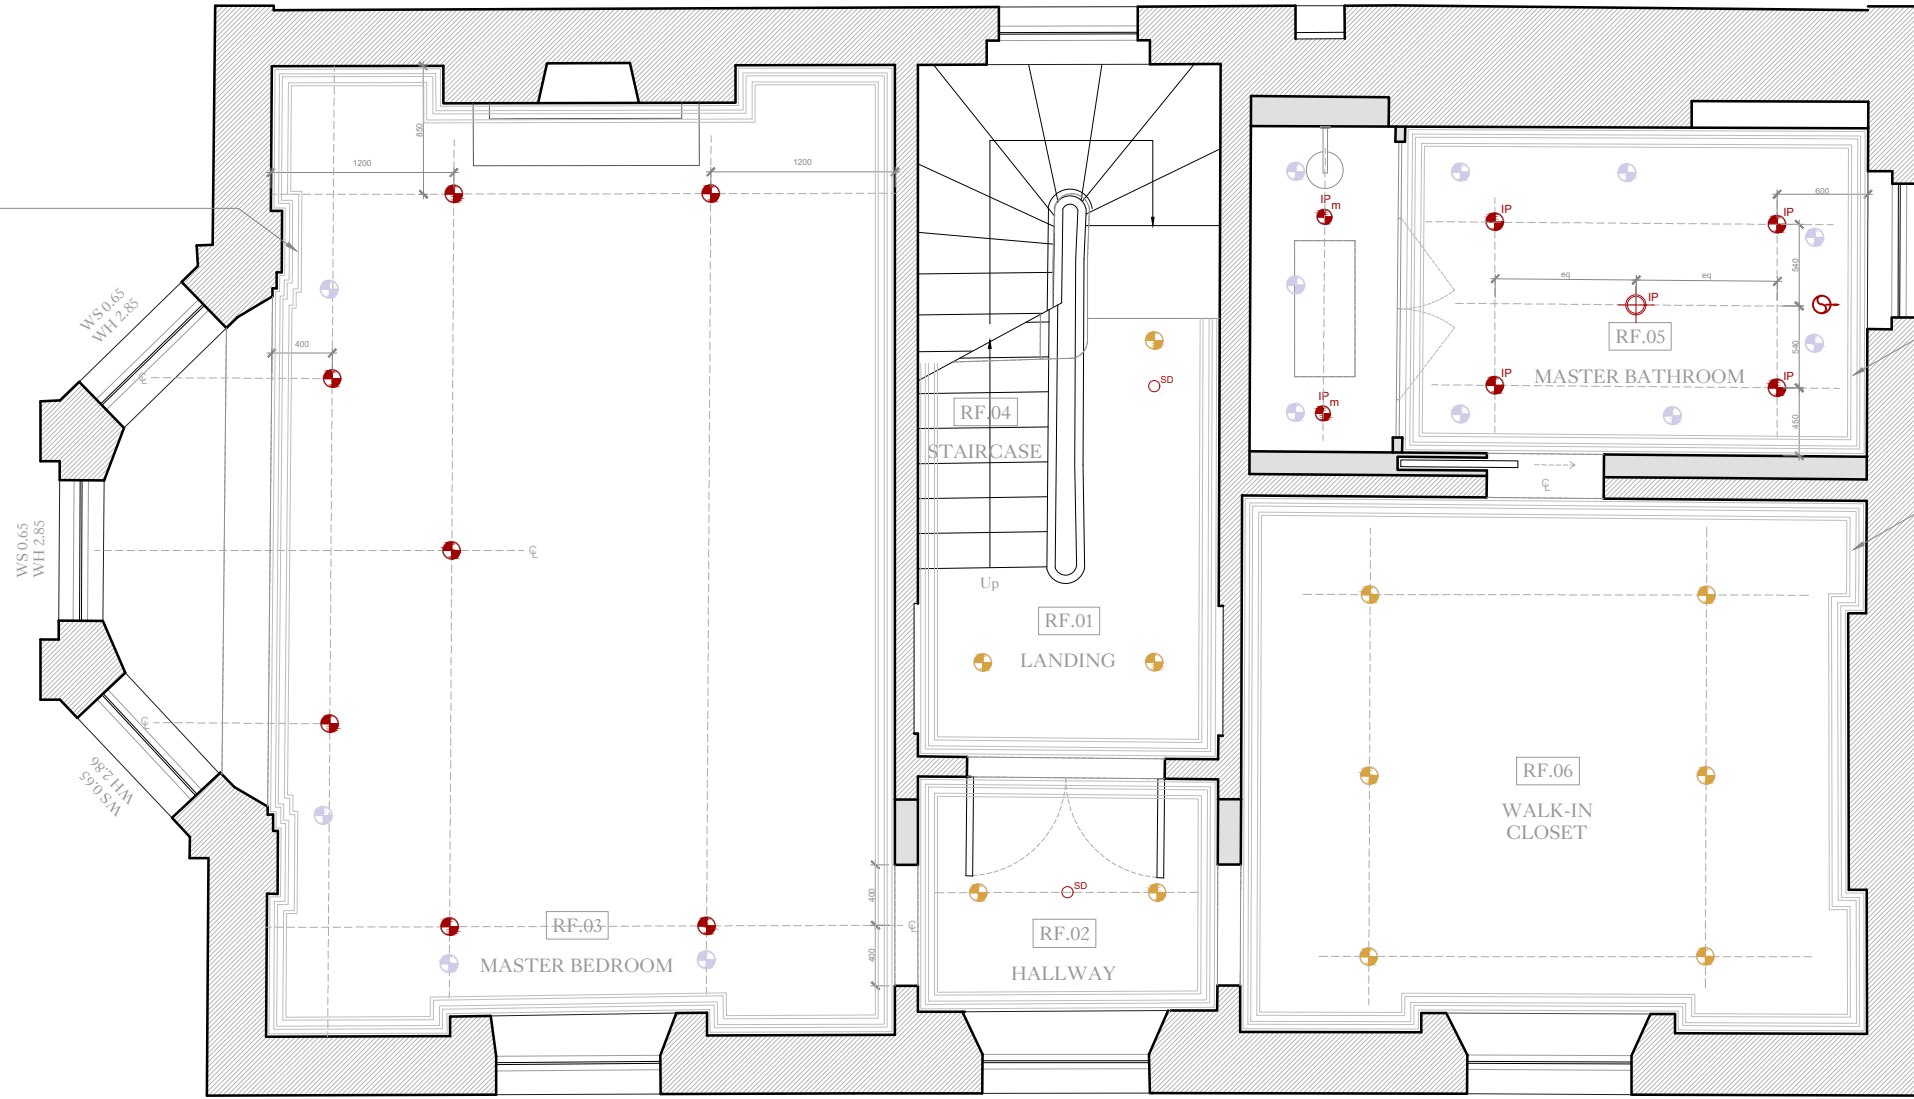 850
1200
1200
WS 0.65
WH 2.85
400
WS 0.65
WH 2.85
WH 2.86
WS 0.65
RF.03
MASTER BEDROOM
400
400
SD
RF.04
STAIRCASE
Up
RF.01
LANDING
SD
RF.02
HALLWAY
IP
m
IP
m
IP
IP
600
eq
eq
540
IP
RF.05
540
IP
IP
MASTER BATHROOM
450
RF.06
WALK-IN
CLOSET